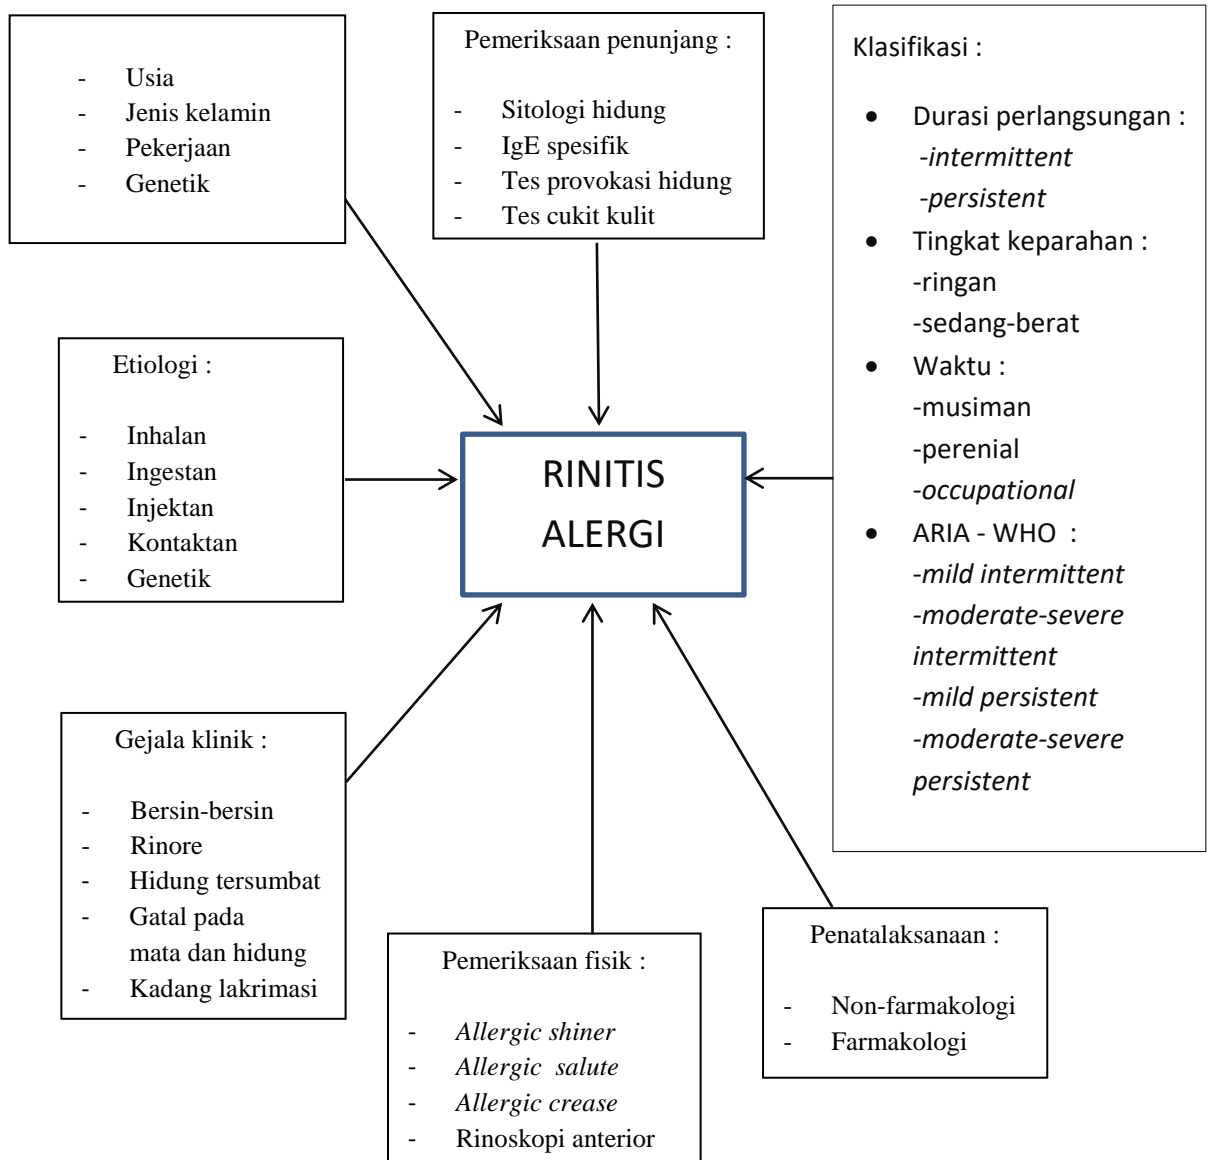 - Usia
- Jenis kelamin
- Pekerjaan
- Genetik
Pemeriksaan penunjang :
- Sitologi hidung
- IgE spesifik
- Tes provokasi hidung
- Tes cukit kulit
Klasifikasi :
• Durasi perlangsungan :
-intermittent
-persistent
• Tingkat keparahan :
-ringan
-sedang-berat
• Waktu :
-musiman
-perenial
-occupational
• ARIA - WHO :
-mild intermittent
-moderate-severe
intermittent
-mild persistent
-moderate-severe
persistent
Etiologi :
- Inhalan
- Ingestan
- Injektan
- Kontaktan
- Genetik
RINITIS
ALERGI
Gejala klinik :
- Bersin-bersin
- Rinore
- Hidung tersumbat
- Gatal pada
mata dan hidung
- Kadang lakrimasi
Pemeriksaan fisik :
- Allergic shiner
- Allergic salute
- Allergic crease
- Rinoskopi anterior
Penatalaksanaan :
- Non-farmakologi
- Farmakologi